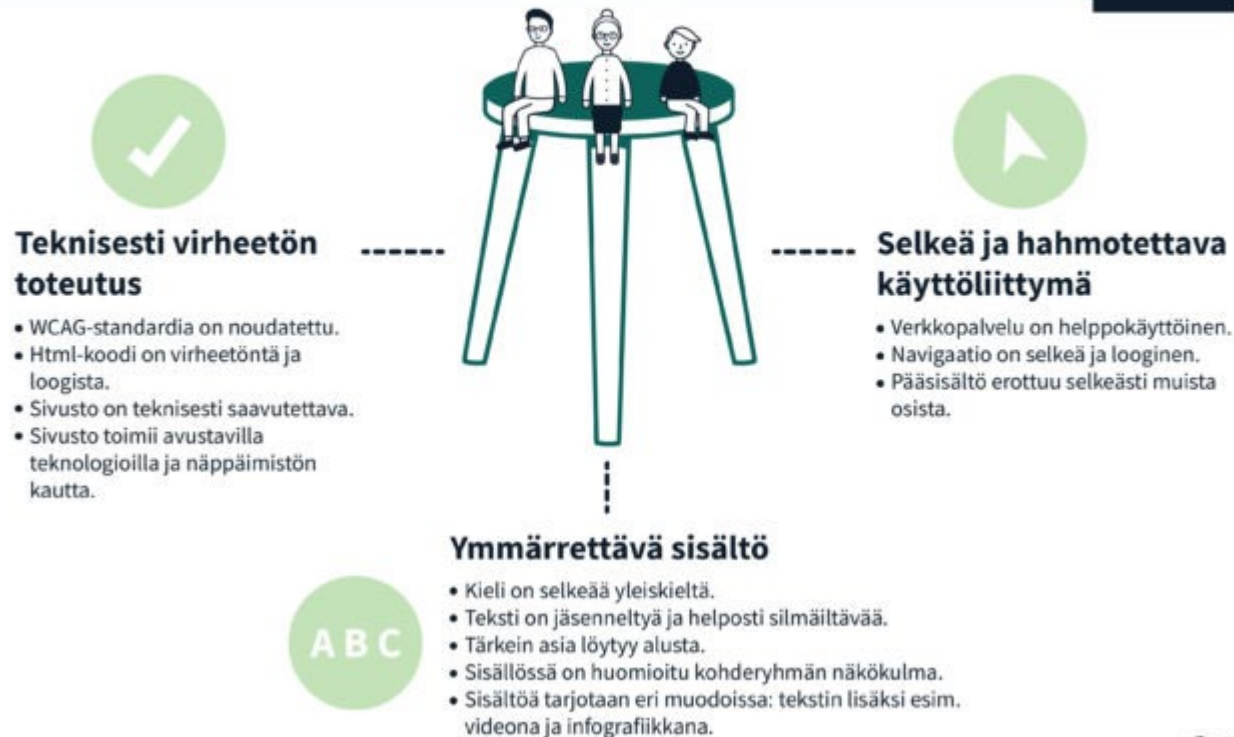 Teknisesti virheetön
toteutus
• WCAG-standardia on noudatettu.
• Html-koodi on virheetöntä ja
loogista.
• Sivusto on teknisesti saavutettava.
• Sivusto toimii avustavilla
teknologioilla ja näppäimistön
kautta.
Selkeä ja hahmotettava
käyttöliittymä
• Verkkopalvelu on helppokäyttöinen.
• Navigaatio on selkeä ja looginen.
• Pääsisältö erottuu selkeästi muista
osista.
Ymmärrettävä sisältö
A B C
• Kieli on selkeää yleiskieltä.
• Teksti on jäsenneltyä ja helposti silmäiltävää.
• Tärkein asia löytyy alusta.
• Sisällössä on huomioitu kohderyhmän näkökulma.
• Sisältöä tarjotaan eri muodoissa: tekstin lisäksi esim.
videona ja infografiikkana.